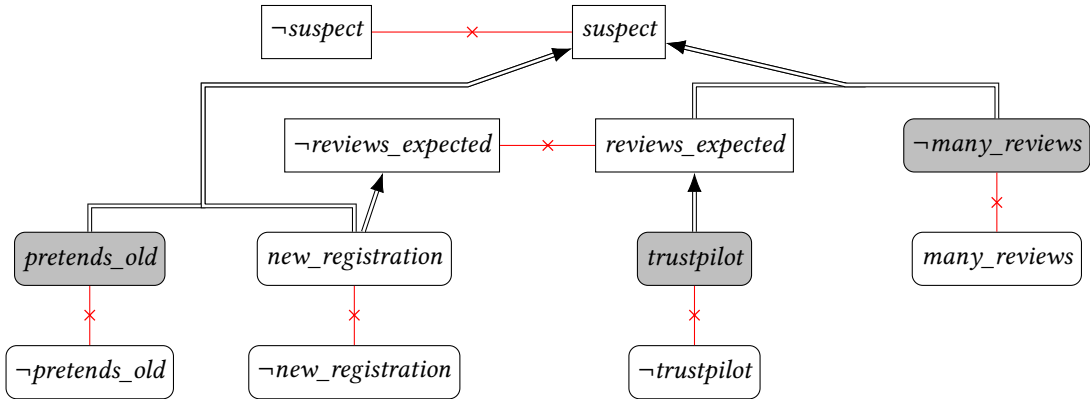 ¬suspect
suspect
¬reviews_expected
reviews_expected
¬many_reviews
pretends_old
new_registration
trustpilot
many_reviews
¬pretends_old
¬new_registration
¬trustpilot